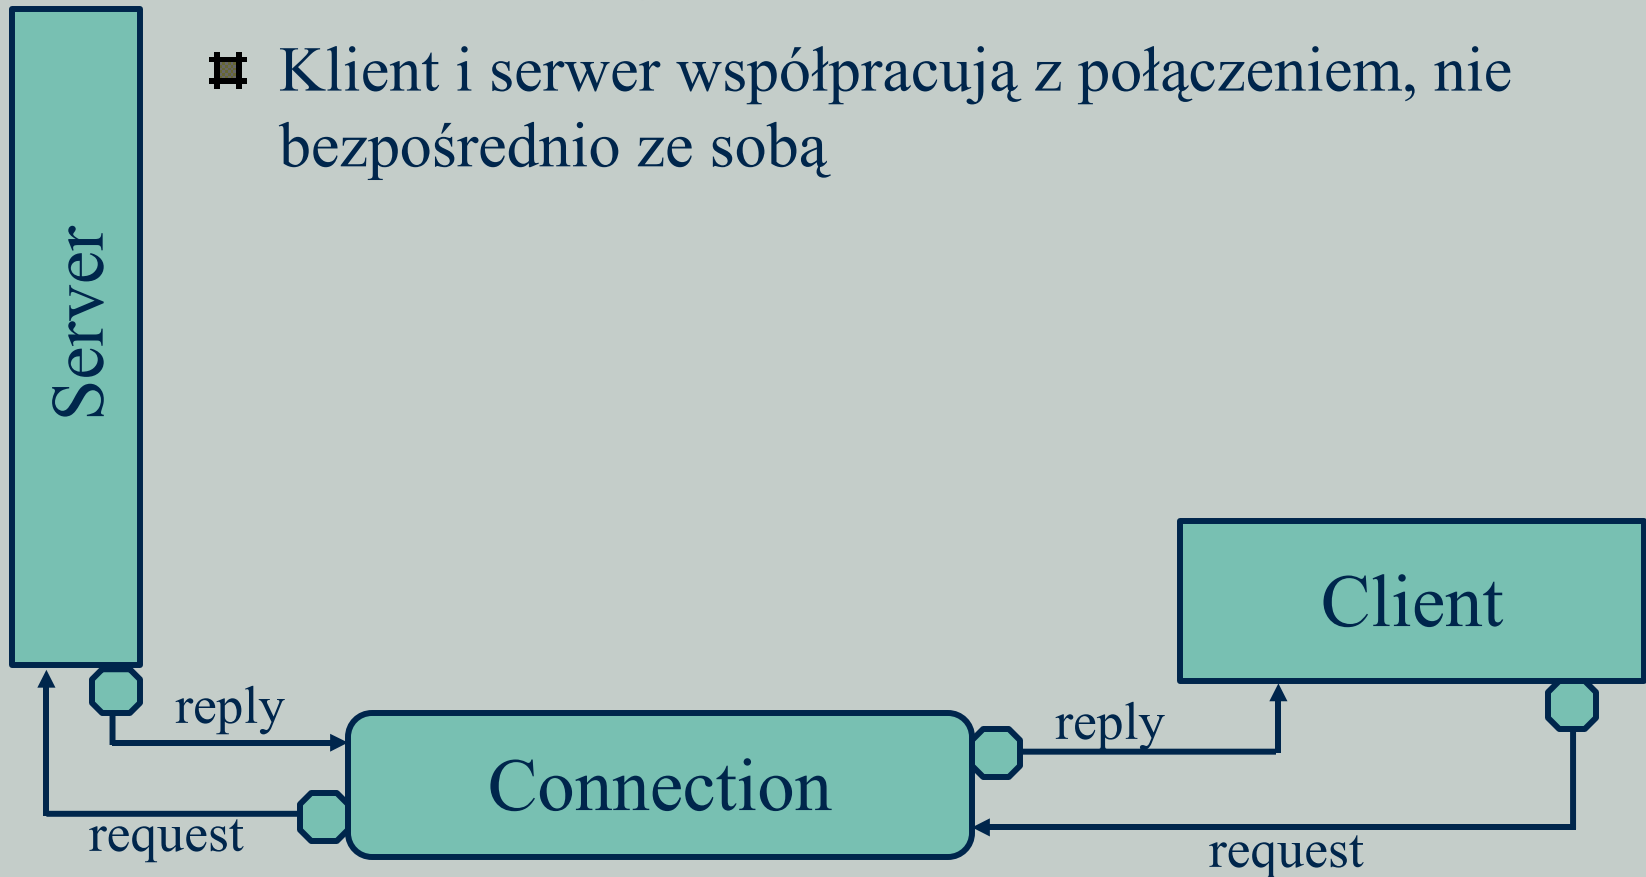 Klient i serwer współpracują z połączeniem, nie
bezpośrednio ze sobą
Server
Client
reply
reply
Connection
request
request